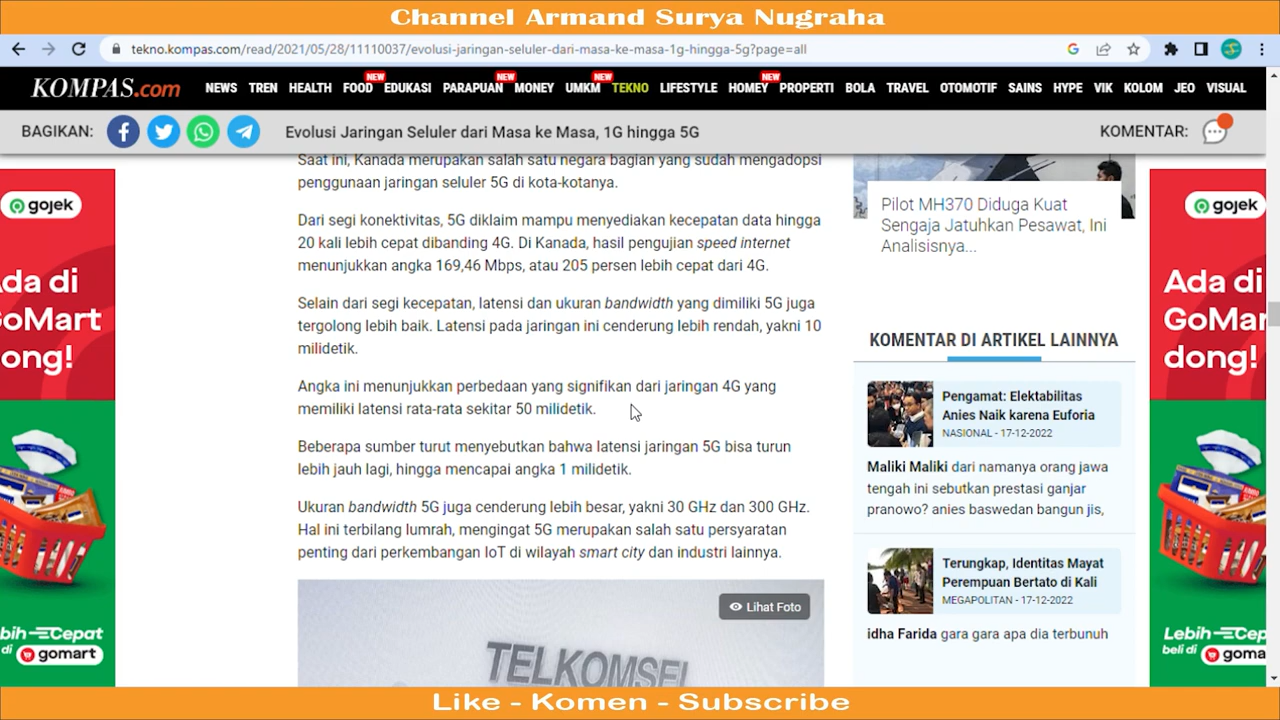 Channel Armand Surya Nugraha
tekno.kompas.com/read/2021/05/28/11110037/evolusi-jaringan-seluler-dari-masa-ke-masa-1g-hingga-5g?page=all
KOMPAS.com
NEWS TREN HEALTH FOOD NEW EDUKASI PARAPUAN NEW MONEY UMKM NEW TEKNO LIFESTYLE HOMEY NEW PROPERTI BOLA TRAVEL OTOMOTIF SAINS HYPE VIK KOLOM JEO VISUAL
BAGIKAN:
Evolusi Jaringan Seluler dari Masa ke Masa, 1G hingga 5G
KOMENTAR:
Saat ini, Kanada merupakan salah satu negara bagian yang sudah mengadopsi
penggunaan jaringan seluler 5G di kota-kotanya.
Dari segi konektivitas, 5G diklaim mampu menyediakan kecepatan data hingga
20 kali lebih cepat dibanding 4G. Di Kanada, hasil pengujian speed internet
menunjukkan angka 169,46 Mbps, atau 205 persen lebih cepat dari 4G.
Selain dari segi kecepatan, latensi dan ukuran bandwidth yang dimiliki 5G juga
tergolong lebih baik. Latensi pada jaringan ini cenderung lebih rendah, yakni 10
milidetik.
Angka ini menunjukkan perbedaan yang signifikan dari jaringan 4G yang
memiliki latensi rata-rata sekitar 50 milidetik.
Beberapa sumber turut menyebutkan bahwa latensi jaringan 5G bisa turun
lebih jauh lagi, hingga mencapai angka 1 milidetik.
Ukuran bandwidth 5G juga cenderung lebih besar, yakni 30 GHz dan 300 GHz.
Hal ini terbilang lumrah, mengingat 5G merupakan salah satu persyaratan
penting dari perkembangan IoT di wilayah smart city dan industri lainnya.
Lihat Foto
TELKOMSEL
Pilot MH370 Diduga Kuat
Sengaja Jatuhkan Pesawat, Ini
Analisisnya...
KOMENTAR DI ARTIKEL LAINNYA
Pengamat: Elektabilitas
Anies Naik karena Euforia
NASIONAL - 17-12-2022
Maliki Maliki dari namanya orang jawa
tengah ini sebutkan prestasi ganjar
pranowo? anies baswedan bangun jis,
Terungkap, Identitas Mayat
Perempuan Bertato di Kali
MEGAPOLITAN - 17-12-2022
idha Farida gara gara apa dia terbunuh
gojek
da di
oMart
ong!
ebih Cepat
beli di gomart
gojek
Ada di
GoMar
dong!
Lebih Cep
beli di goma
Like - Komen - Subscribe